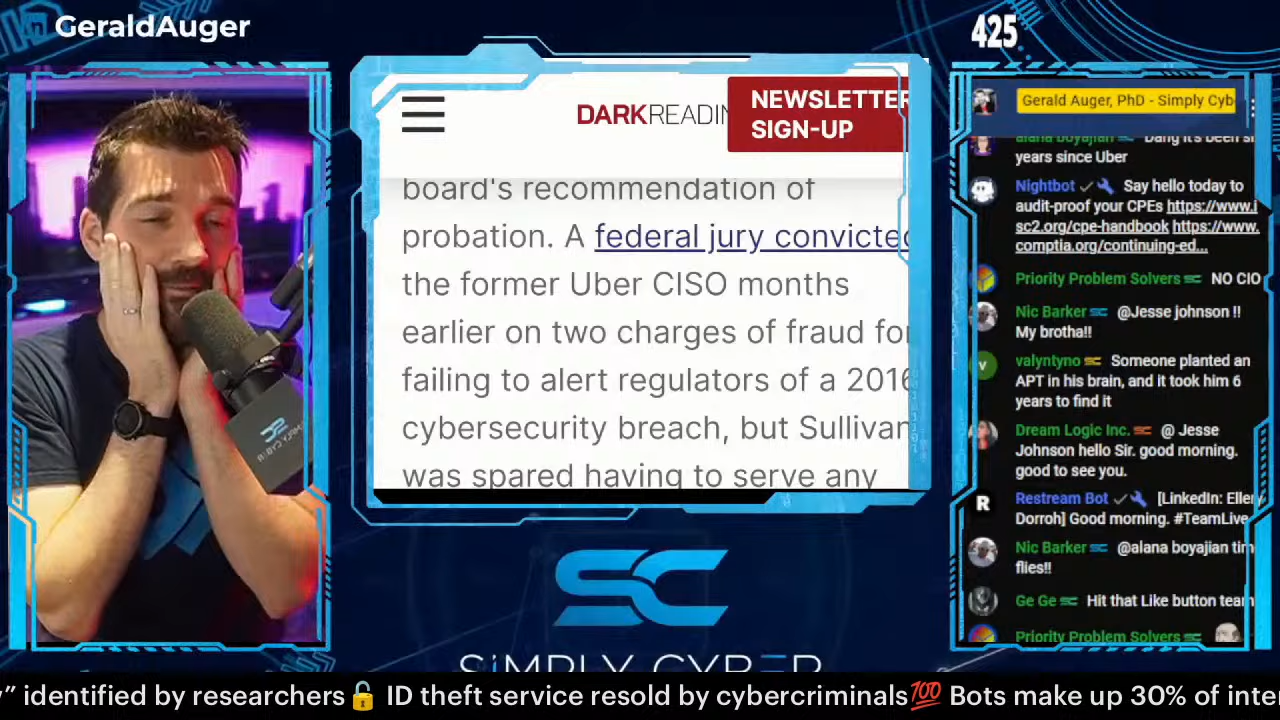 GeraldAuger
425
DARKREADIN
NEWSLETTER
SIGN-UP
board's recommendation of
probation. A federal jury convicted
the former Uber CISO months
earlier on two charges of fraud for
failing to alert regulators of a 2016
cybersecurity breach, but Sullivan
was spared having to serve any
SC
SIMPLY CYBER
Gerald Auger, PhD - Simply Cyb
alana boyajian Dang it's been
years since Uber
Nightbot Say hello today to
audit-proof your CPEs https://www.i
sc2.org/cpe-handbook https://www.
comptia.org/continuing-ed...
Priority Problem Solvers NO CIO
Nic Barker @Jesse johnson !!
My brotha!!
V
valyntyno Someone planted an
APT in his brain, and it took him 6
years to find it
Dream Logic Inc. @ Jesse
Johnson hello Sir. good morning.
good to see you.
R
Restream Bot [LinkedIn: Ellery
Dorroh] Good morning. #TeamLive
Nic Barker @alana boyajian time
flies!!
Ge Ge Hit that Like button team
Priority Problem Solvers
y” identified by researchers🔓 ID theft service resold by cybercriminals💯 Bots make up 30% of inte